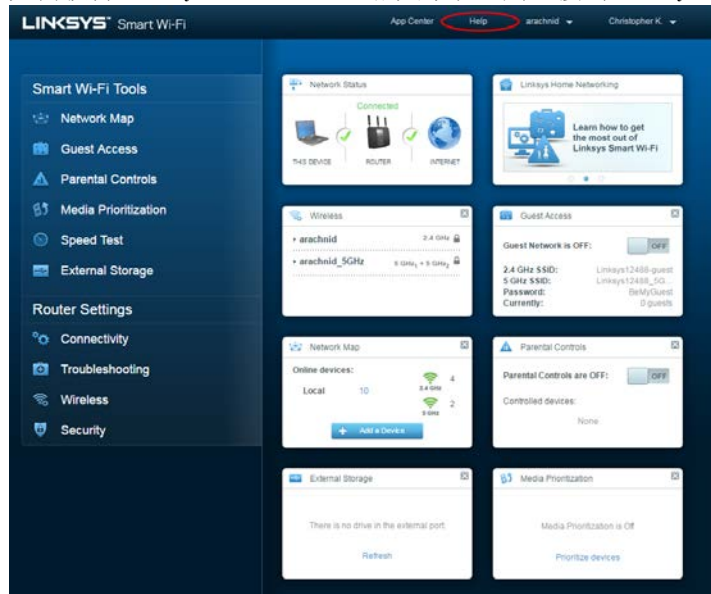 LINKSYS Smart Wi-Fi
App Center Help arachnid Christopher K.
Smart Wi-Fi Tools
Network Map
Guest Access
Parental Controls
Media Prioritization
Speed Test
External Storage
Router Settings
Connectivity
Troubleshooting
Wireless
Security
Network Status
Connected
THIS DEVICE ROUTER INTERNET
Linksys Home Networking
Learn how to get
the most out of
Linksys Smart Wi-Fi
Wireless
arachnid 2.4 GHz
arachnid_5GHz 5 GHz1 + 5 GHz2
Guest Access
Guest Network is OFF: OFF
2.4 GHz SSID: Linksys12488-guest
5 GHz SSID: Linksys12488_5G...
Password: BeMyGuest
Currently: 0 guests
Network Map
Online devices:
Local 10
4
2.4 GHz
2
5 GHz
+ Add a Device
Parental Controls
Parental Controls are OFF: OFF
Controlled devices:
None
External Storage
There is no drive in the external port.
Refresh
Media Prioritization
Media Prioritization is Off
Prioritize devices